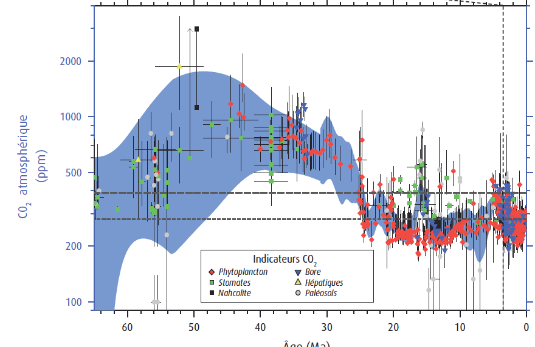 2000
1000
500
200
100
CO2 atmosphérique
(ppm)
Indicateurs CO2
Phytoplancton
Bore
Stomates
Hépatiques
Nahcolite
Paléosols
60
50
40
30
20
10
0
Âge (Ma)